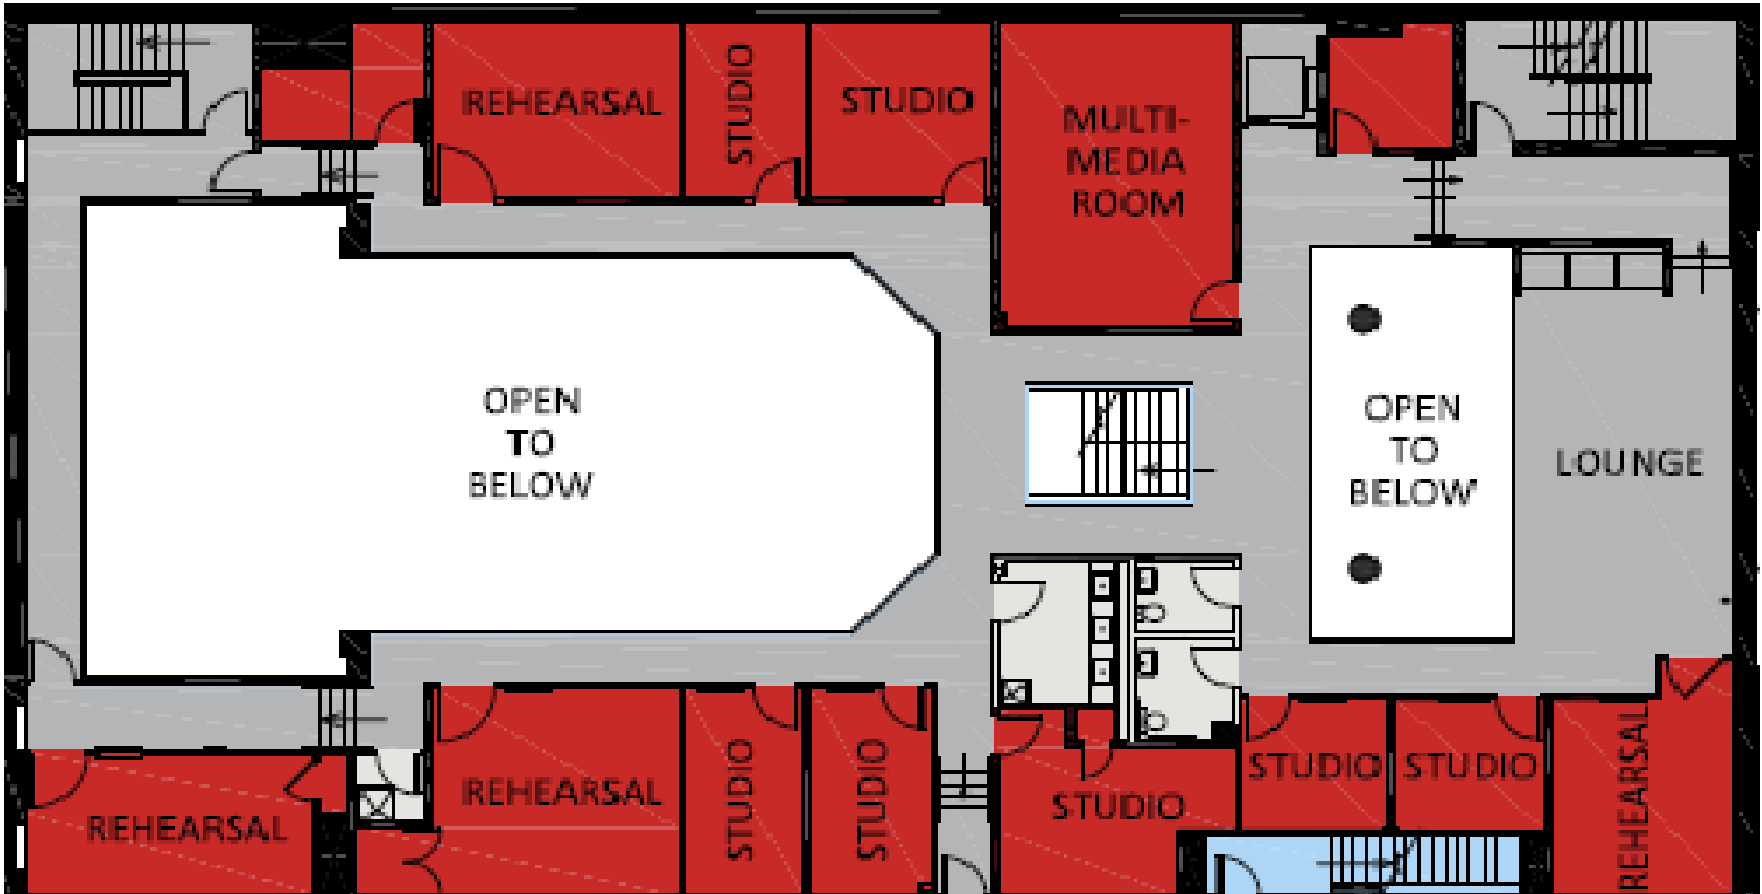 REHEARSAL
STUDIO
STUDIO
MULTI-
MEDIA
ROOM
OPEN
TO
BELOW
OPEN
TO
BELOW
LOUNGE
REHEARSAL
REHEARSAL
STUDIO
STUDIO
STUDIO
STUDIO
STUDIO
REHEARSAL